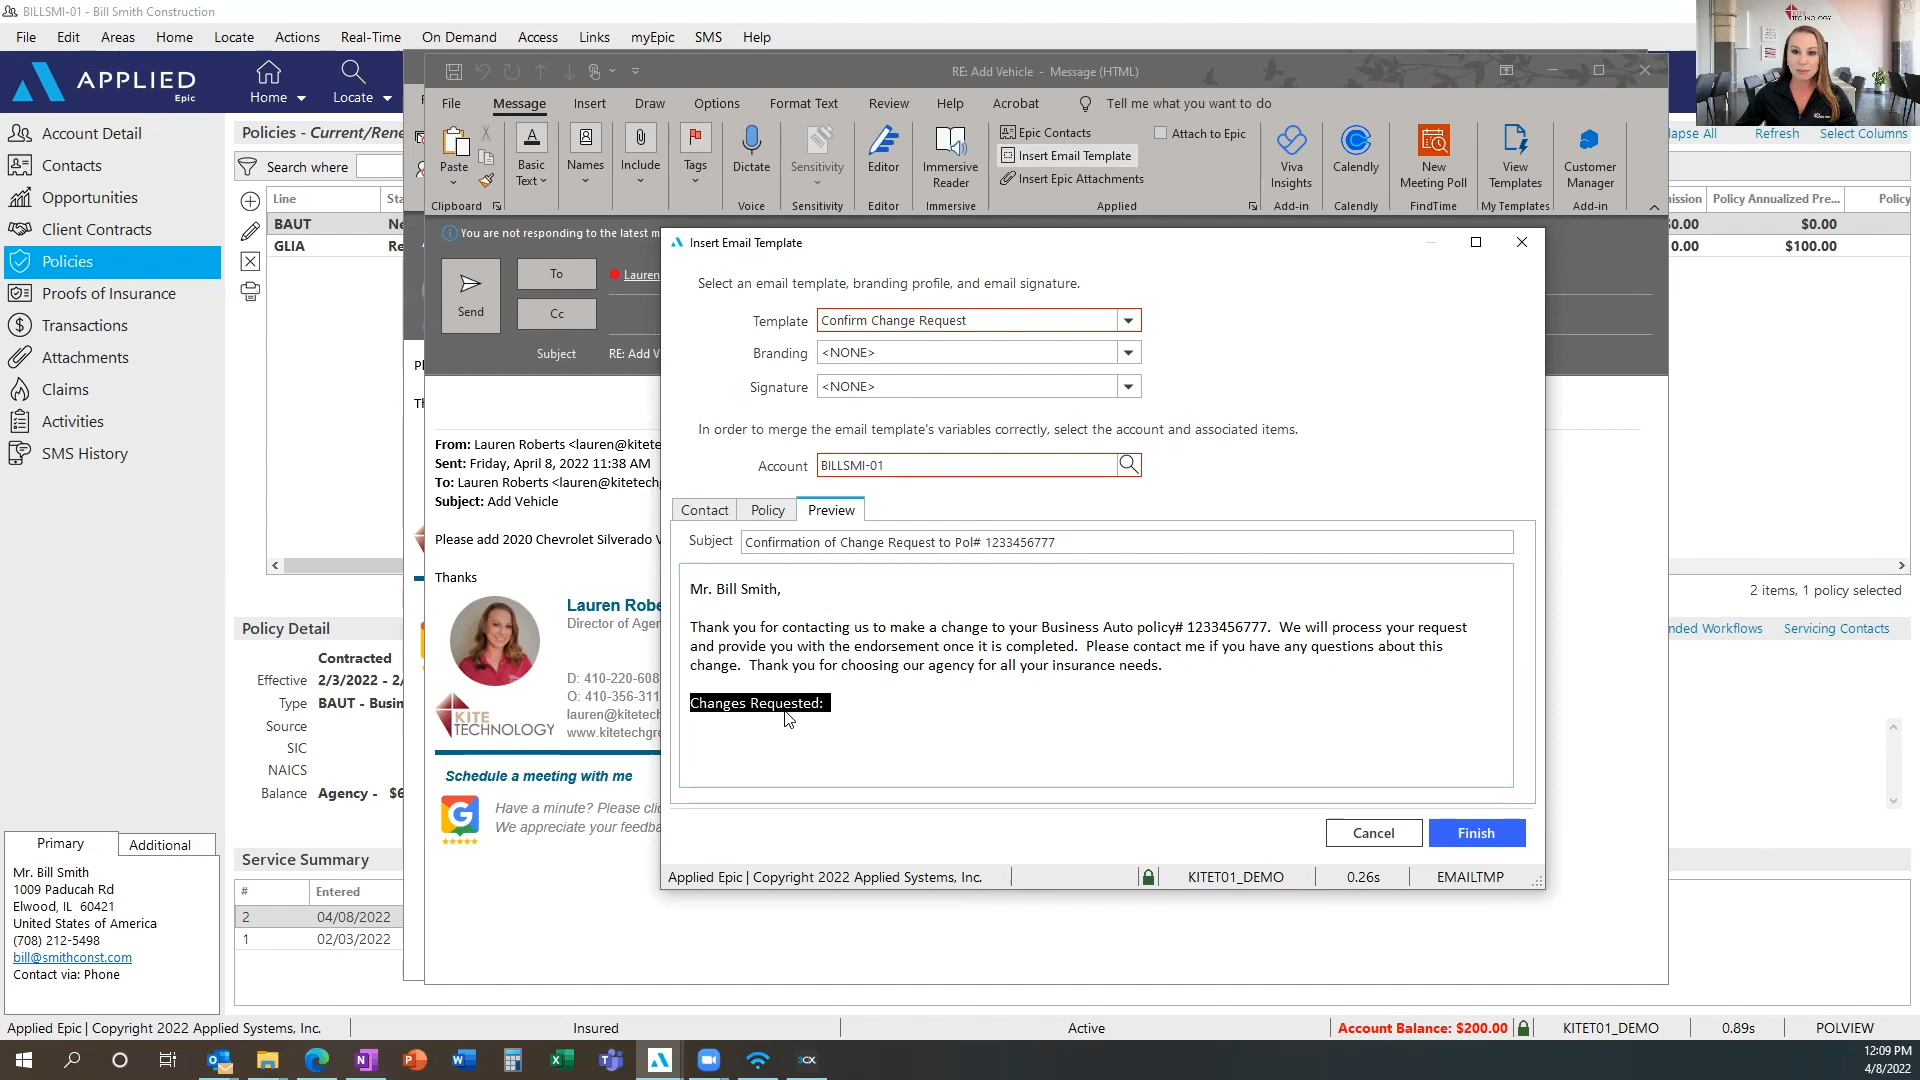 BILLSMI-01 - Bill Smith Construction
File Edit Areas Home Locate Actions Real-Time On Demand Access Links myEpic SMS Help
APPLIED
Epic
Home
Locate
Account Detail
Contacts
Opportunities
Client Contracts
Policies
Proofs of Insurance
Transactions
Attachments
Claims
Activities
SMS History
Primary
Additional
Mr. Bill Smith
1009 Paducah Rd
Elwood, IL 60421
United States of America
(708) 212-5498
bill@smithconst.com
Contact via: Phone
Policies - Current/Rene
Search where
Line Sta
BAUT Ne
GLIA Re
lapse All Refresh Select Columns
ission Policy Annualized Pre... Policy
$0.00 $0.00
0.00 $100.00
2 items, 1 policy selected
Policy Detail
nded Workflows Servicing Contacts
Contracted
Effective 2/3/2022 - 2/
Type BAUT - Busin
Source
SIC
NAICS
Balance Agency - $6
Service Summary
# Entered
2 04/08/2022
1 02/03/2022
RE: Add Vehicle - Message (HTML)
File Message Insert Draw Options Format Text Review Help Acrobat Tell me what you want to do
Paste
Basic Text
Names
Include
Tags
Dictate
Sensitivity
Editor
Immersive Reader
Epic Contacts
Insert Email Template
Insert Epic Attachments
Attach to Epic
Viva Insights
Calendly
New Meeting Poll
View Templates
Customer Manager
Clipboard Voice Sensitivity Editor Immersive Applied Add-in Calendly FindTime My Templates Add-in
You are not responding to the latest m
Send
To Lauren
Cc
Subject RE: Add V
From: Lauren Roberts <lauren@kitete
Sent: Friday, April 8, 2022 11:38 AM
To: Lauren Roberts <lauren@kitetechg
Subject: Add Vehicle
Please add 2020 Chevrolet Silverado V
Thanks
Lauren Robe
Director of Agen
D: 410-220-608
O: 410-356-311
lauren@kitetech
www.kitetechgro
KITE
TECHNOLOGY
Schedule a meeting with me
Have a minute? Please clic
We appreciate your feedba
Insert Email Template
Select an email template, branding profile, and email signature.
Template Confirm Change Request
Branding <NONE>
Signature <NONE>
In order to merge the email template's variables correctly, select the account and associated items.
Account BILLSMI-01
Contact Policy Preview
Subject Confirmation of Change Request to Pol# 1233456777
Mr. Bill Smith,
Thank you for contacting us to make a change to your Business Auto policy# 1233456777. We will process your request
and provide you with the endorsement once it is completed. Please contact me if you have any questions about this
change. Thank you for choosing our agency for all your insurance needs.
Changes Requested:
Cancel Finish
Applied Epic | Copyright 2022 Applied Systems, Inc. KITET01_DEMO 0.26s EMAILTMP
Applied Epic | Copyright 2022 Applied Systems, Inc. Insured Active Account Balance: $200.00 KITET01_DEMO 0.89s POLVIEW
12:09 PM
4/8/2022